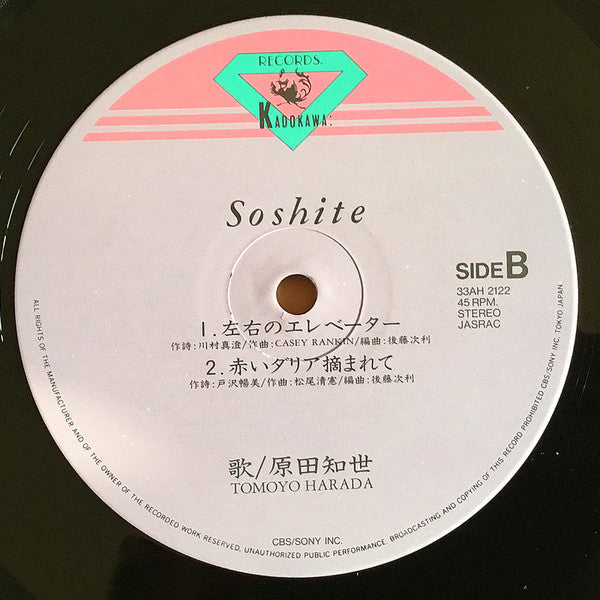 RECORDS.
KADOKAWA:
Soshite
SIDE B
33AH 2122
45 RPM.
STEREO
JASRAC
1. 左右のエレベーター
作詩:川村真澄/作曲:CASEY RANKIN/編曲:後藤次利
2. 赤いダリア摘まれて
作詩:戸沢暢美/作曲:松尾清憲/編曲:後藤次利
歌/原田知世
TOMOYO HARADA
CBS/SONY INC.
ALL RIGHTS OF THE MANUFACTURER AND OF THE OWNER OF THE RECORDED WORK RESERVED. UNAUTHORIZED PUBLIC PERFORMANCE, BROADCASTING AND COPYING OF THIS RECORD PROHIBITED CBS/SONY INC. TOKYO JAPAN